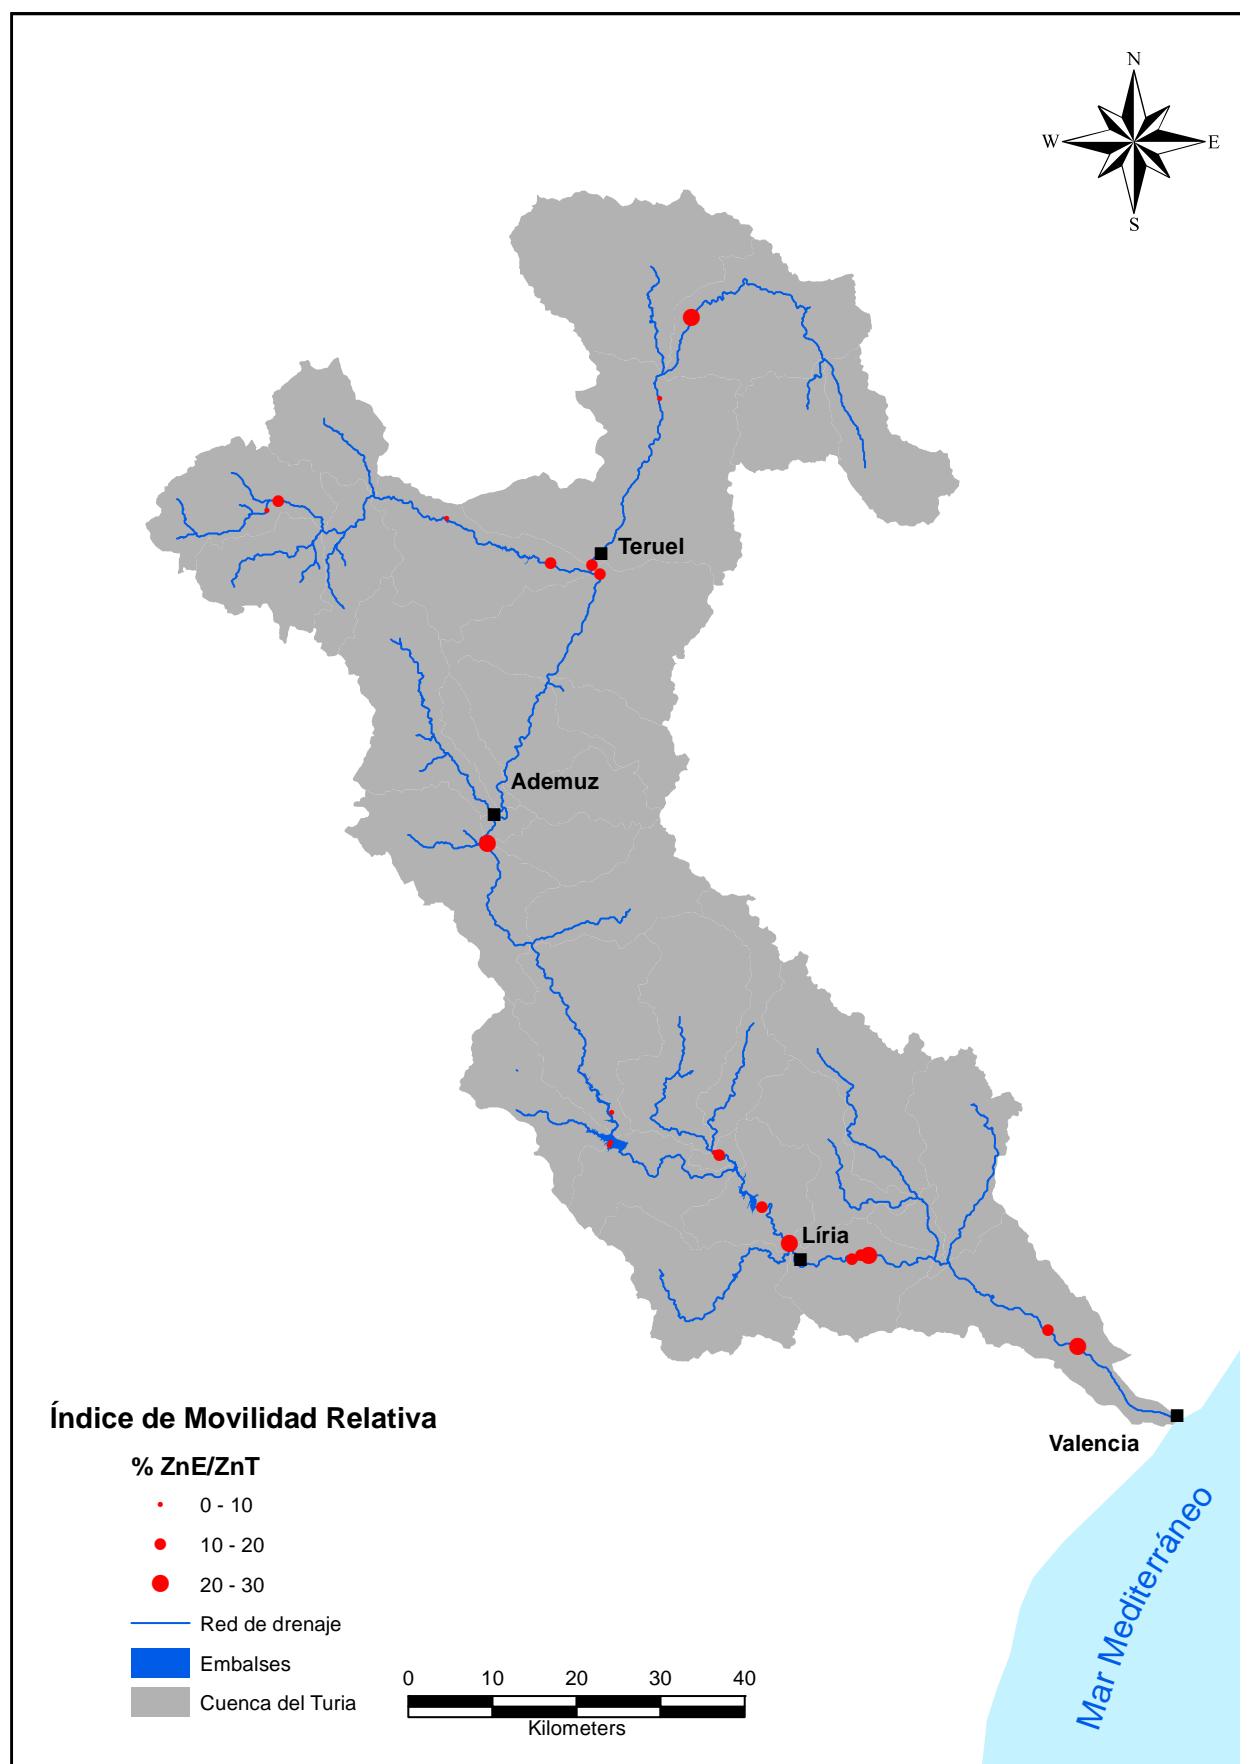 N
W
E
S
Teruel
Ademuz
Líria
Valencia
Mar Mediterráneo
Índice de Movilidad Relativa
% ZnE/ZnT
0 - 10
10 - 20
20 - 30
Red de drenaje
Embalses
Cuenca del Turia
0 10 20 30 40
Kilometers